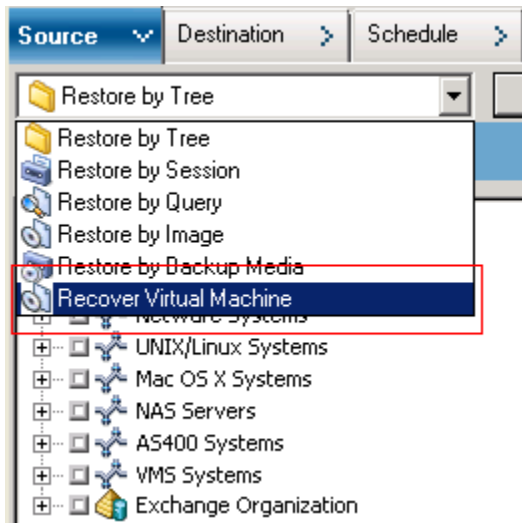 Source Destination Schedule
Restore by Tree
Restore by Tree
Restore by Session
Restore by Query
Restore by Image
Restore by Backup Media
Recover Virtual Machine
Netware Systems
UNIX/Linux Systems
Mac OS X Systems
NAS Servers
AS400 Systems
VMS Systems
Exchange Organization